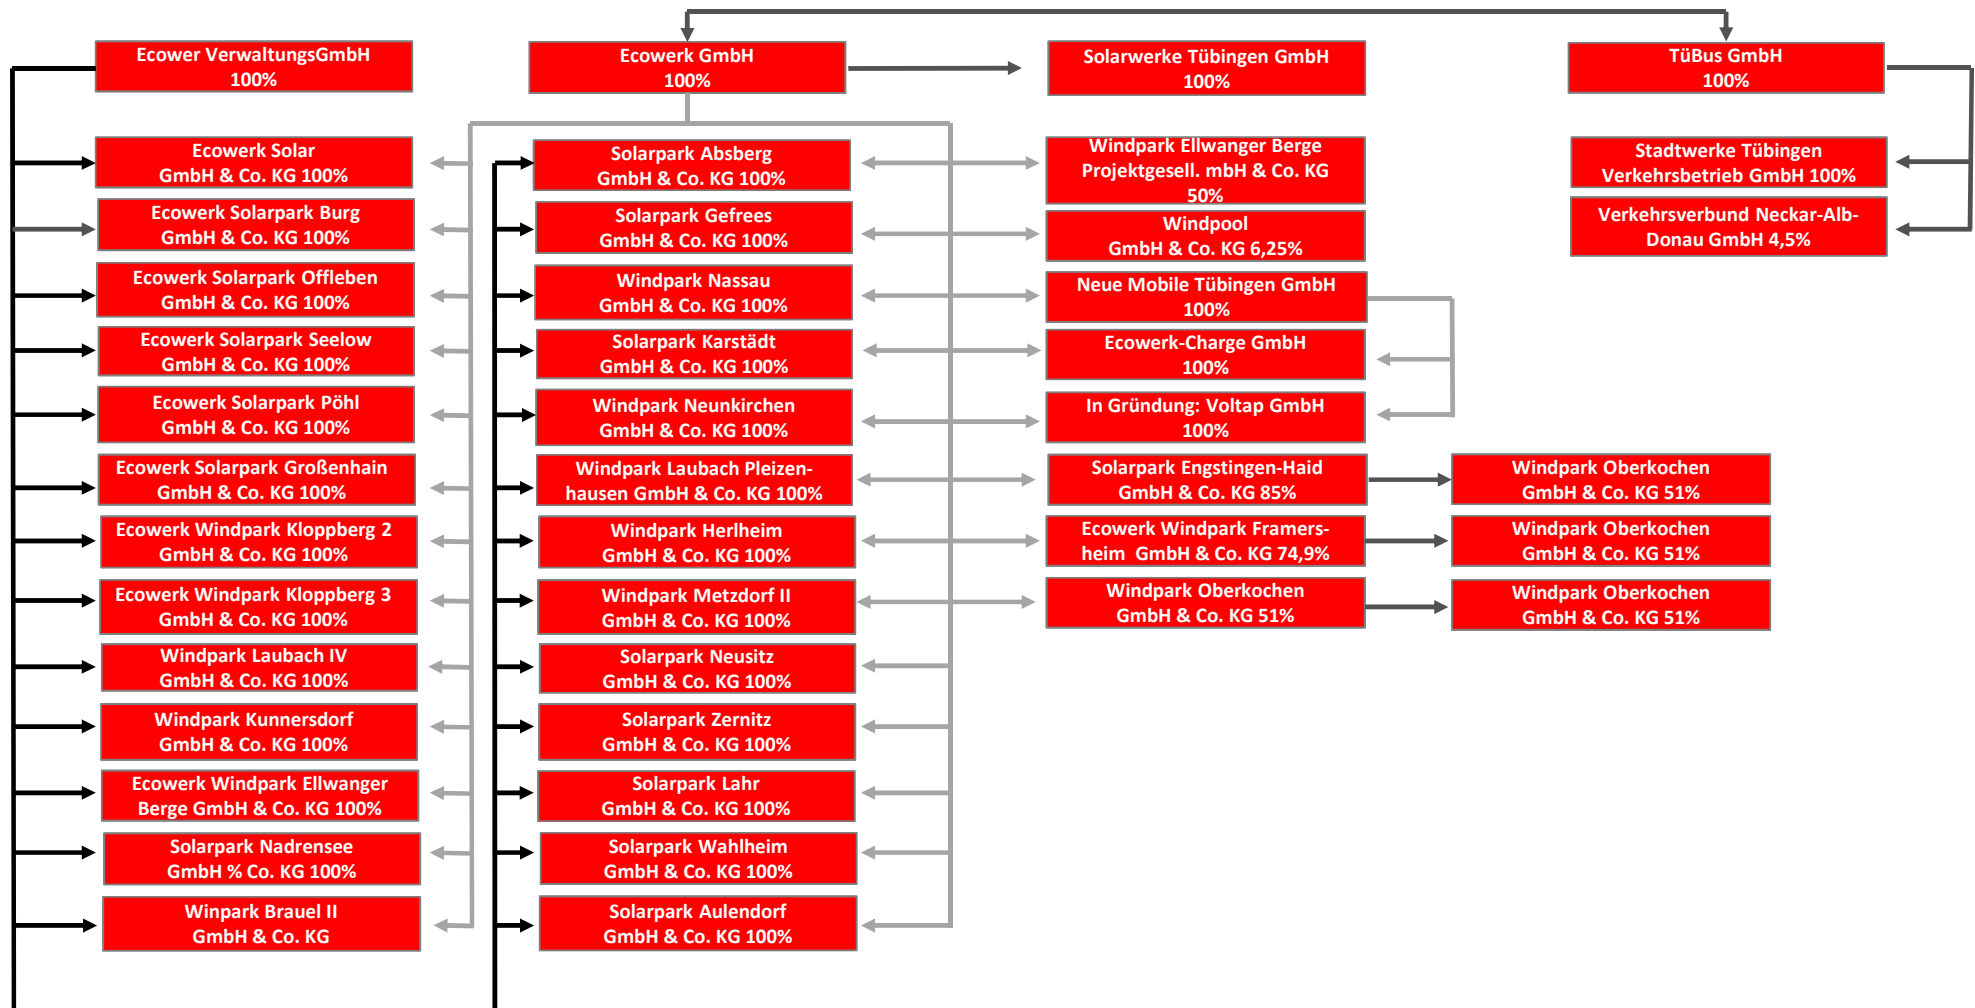 Ecower VerwaltungsGmbH
100%
Ecowerk GmbH
100%
Solarwerke Tübingen GmbH
100%
TüBus GmbH
100%
Ecowerk Solar
GmbH & Co. KG 100%
Ecowerk Solarpark Burg
GmbH & Co. KG 100%
Ecowerk Solarpark Offleben
GmbH & Co. KG 100%
Ecowerk Solarpark Seelow
GmbH & Co. KG 100%
Ecowerk Solarpark Pöhl
GmbH & Co. KG 100%
Ecowerk Solarpark Großenhain
GmbH & Co. KG 100%
Ecowerk Windpark Kloppberg 2
GmbH & Co. KG 100%
Ecowerk Windpark Kloppberg 3
GmbH & Co. KG 100%
Windpark Laubach IV
GmbH & Co. KG 100%
Windpark Kunnersdorf
GmbH & Co. KG 100%
Ecowerk Windpark Ellwanger
Berge GmbH & Co. KG 100%
Solarpark Nadrensee
GmbH % Co. KG 100%
Winpark Brauel II
GmbH & Co. KG
Solarpark Absberg
GmbH & Co. KG 100%
Solarpark Gefrees
GmbH & Co. KG 100%
Windpark Nassau
GmbH & Co. KG 100%
Solarpark Karstädt
GmbH & Co. KG 100%
Windpark Neunkirchen
GmbH & Co. KG 100%
Windpark Laubach Pleizen-
hausen GmbH & Co. KG 100%
Windpark Herlheim
GmbH & Co. KG 100%
Windpark Metzdorf II
GmbH & Co. KG 100%
Solarpark Neusitz
GmbH & Co. KG 100%
Solarpark Zernitz
GmbH & Co. KG 100%
Solarpark Lahr
GmbH & Co. KG 100%
Solarpark Wahlheim
GmbH & Co. KG 100%
Solarpark Aulendorf
GmbH & Co. KG 100%
Windpark Ellwanger Berge
Projektgesell. mbH & Co. KG
50%
Windpool
GmbH & Co. KG 6,25%
Neue Mobile Tübingen GmbH
100%
Ecowerk-Charge GmbH
100%
In Gründung: Voltap GmbH
100%
Solarpark Engstingen-Haid
GmbH & Co. KG 85%
Ecowerk Windpark Framers-
heim GmbH & Co. KG 74,9%
Windpark Oberkochen
GmbH & Co. KG 51%
Windpark Oberkochen
GmbH & Co. KG 51%
Windpark Oberkochen
GmbH & Co. KG 51%
Windpark Oberkochen
GmbH & Co. KG 51%
Stadtwerke Tübingen
Verkehrsbetrieb GmbH 100%
Verkehrsverbund Neckar-Alb-
Donau GmbH 4,5%